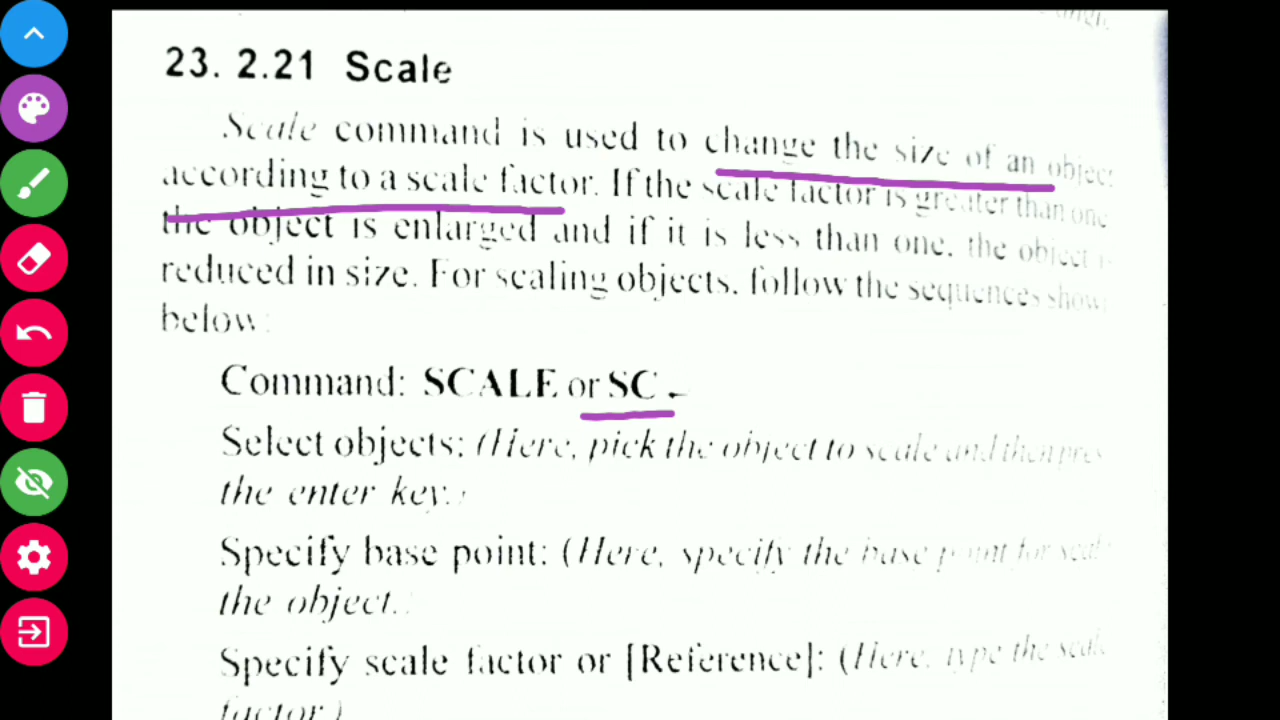 23. 2.21 Scale
Scale command is used to change the size of an object
according to a scale factor. If the scale factor is greater than one
the object is enlarged and if it is less than one, the object
reduced in size. For scaling objects, follow the sequences
below:
Command: SCALE or SC
Select objects: (Here, pick the object to scale and then
the enter key.)
Specify base point: (Here, specify the base point for
the object.
Specify scale factor or [Reference]: (Here, type the scale
factor.)